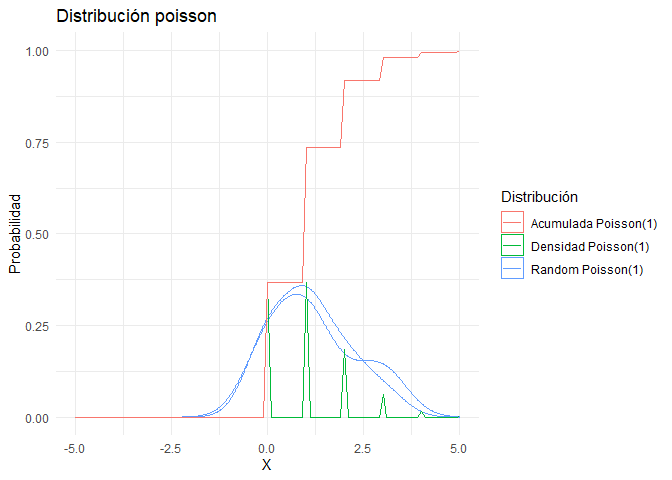 Distribución poisson
1.00
0.75
0.50
0.25
0.00
Probabilidad
-5.0
-2.5
0.0
2.5
5.0
X
Distribución
Acumulada Poisson(1)
Densidad Poisson(1)
Random Poisson(1)